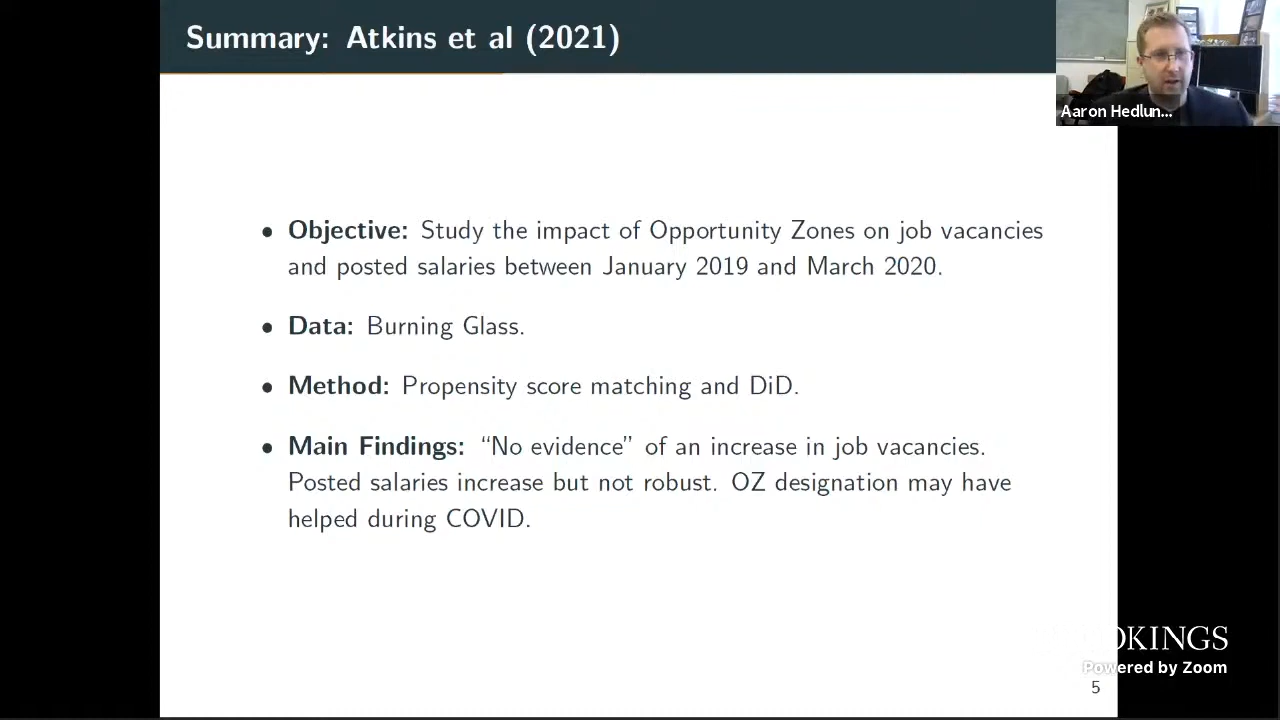 Summary: Atkins et al (2021)
Aaron Hedlun...
• Objective: Study the impact of Opportunity Zones on job vacancies
and posted salaries between January 2019 and March 2020.
• Data: Burning Glass.
• Method: Propensity score matching and DiD.
• Main Findings: “No evidence” of an increase in job vacancies.
Posted salaries increase but not robust. OZ designation may have
helped during COVID.
OKINGS
Powered by Zoom
5